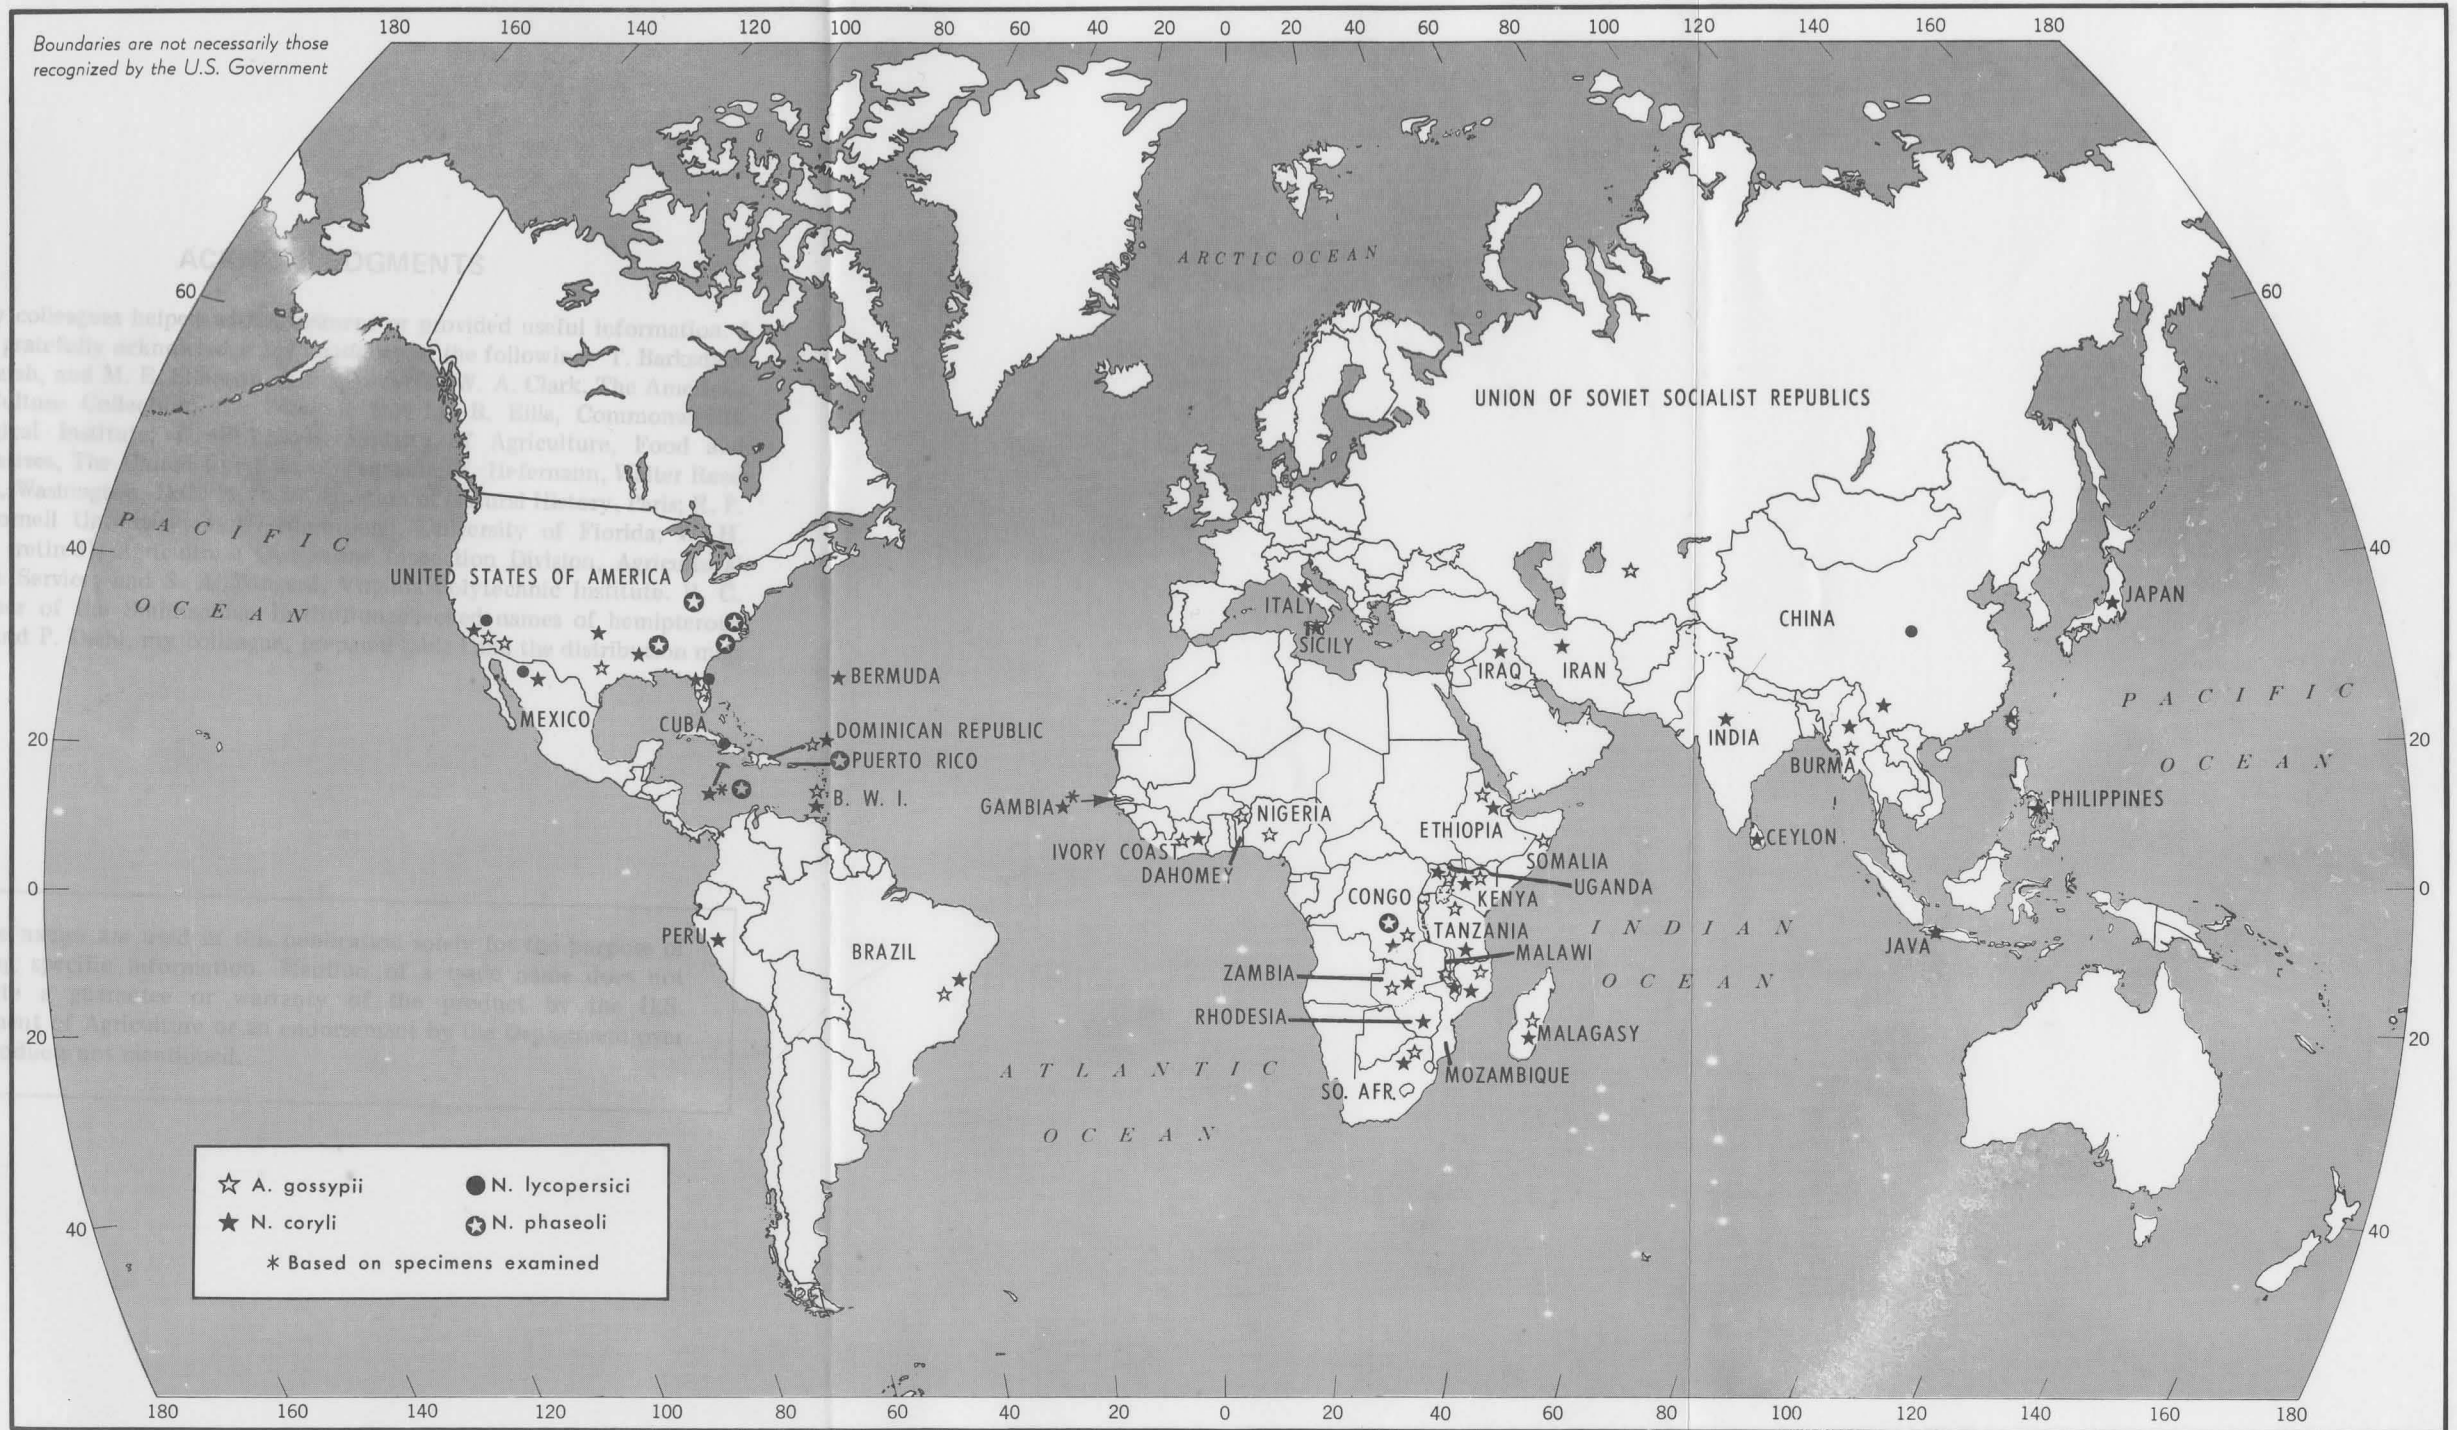 180 160 140 120 100 80 60 40 20 0 20 40 60 80 100 120 140 160 180
Boundaries are not necessarily those
recognized by the U.S. Government
ARCTIC OCEAN
60
60
UNION OF SOVIET SOCIALIST REPUBLICS
PACIFIC
OCEAN
40
40
UNITED STATES OF AMERICA
ITALY
SICILY
JAPAN
CHINA
IRAQ
IRAN
BERMUDA
PACIFIC
OCEAN
MEXICO
CUBA
DOMINICAN REPUBLIC
20
20
INDIA
PUERTO RICO
BURMA
* B. W. I.
GAMBIA *
NIGERIA
PHILIPPINES
ETHIOPIA
CEYLON
IVORY COAST
DAHOMEY
SOMALIA
UGANDA
0
0
CONGO
KENYA
INDIAN
OCEAN
PERU
BRAZIL
TANZANIA
JAVA
MALAWI
ZAMBIA
RHODESIA
MALAGASY
20
20
ATLANTIC
OCEAN
MOZAMBIQUE
SO. AFR.
A. gossypii
N. lycopersici
N. coryli
N. phaseoli
* Based on specimens examined
40
40
180 160 140 120 100 80 60 40 20 0 20 40 60 80 100 120 140 160 180